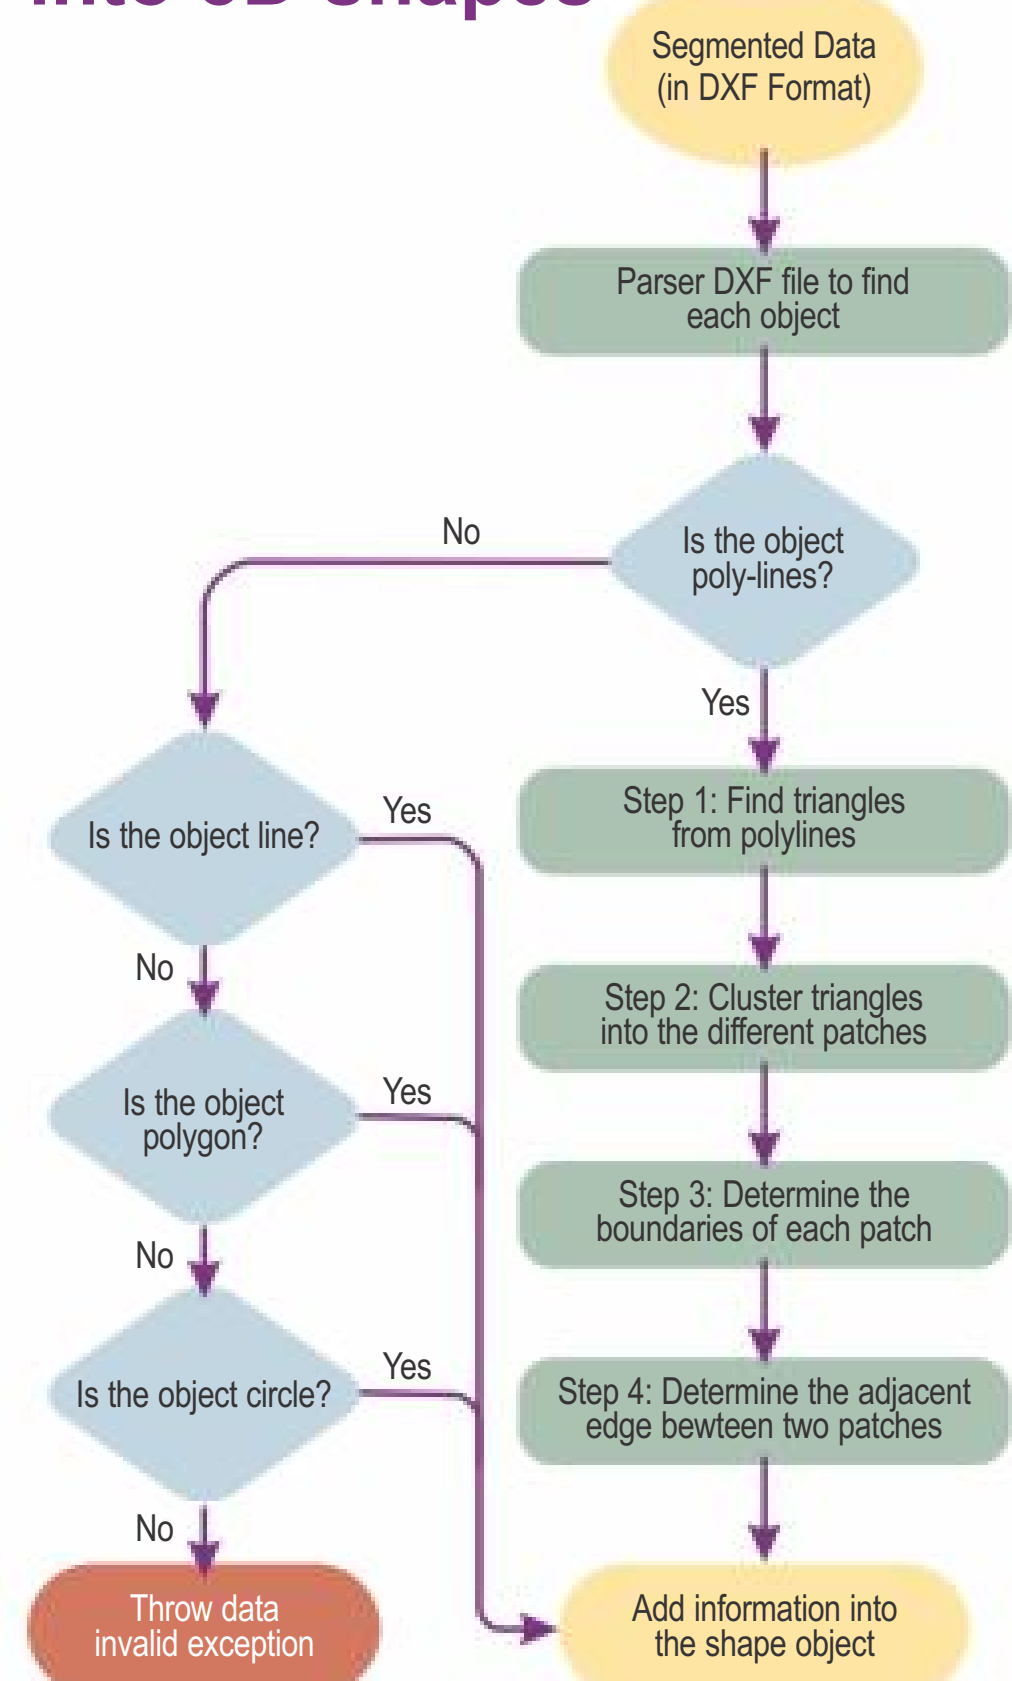 into 3D Shapes
Segmented Data
(in DXF Format)
Parser DXF file to find
each object
Is the object
poly-lines?
No
Yes
Is the object line?
Yes
No
Is the object
polygon?
Yes
No
Is the object circle?
Yes
No
Throw data
invalid exception
Step 1: Find triangles
from polylines
Step 2: Cluster triangles
into the different patches
Step 3: Determine the
boundaries of each patch
Step 4: Determine the adjacent
edge bewteen two patches
Add information into
the shape object